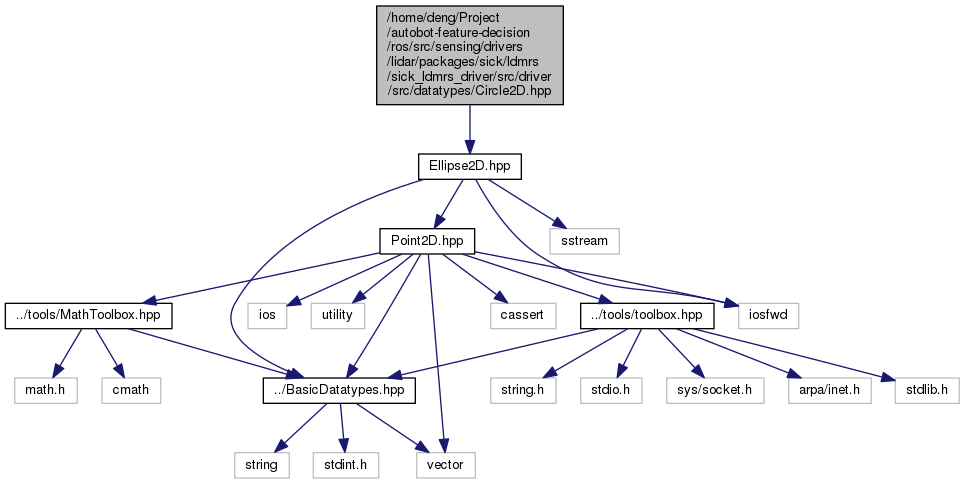 /home/deng/Project
/autobot-feature-decision
/ros/src/sensing/drivers
/lidar/packages/sick/ldmrs
/sick_ldmrs_driver/src/driver
/src/datatypes/Circle2D.hpp
Ellipse2D.hpp
Point2D.hpp
sstream
../tools/MathToolbox.hpp
ios
utility
cassert
../tools/toolbox.hpp
iosfwd
math.h
cmath
../BasicDatatypes.hpp
string.h
stdio.h
sys/socket.h
arpa/inet.h
stdlib.h
string
stdint.h
vector